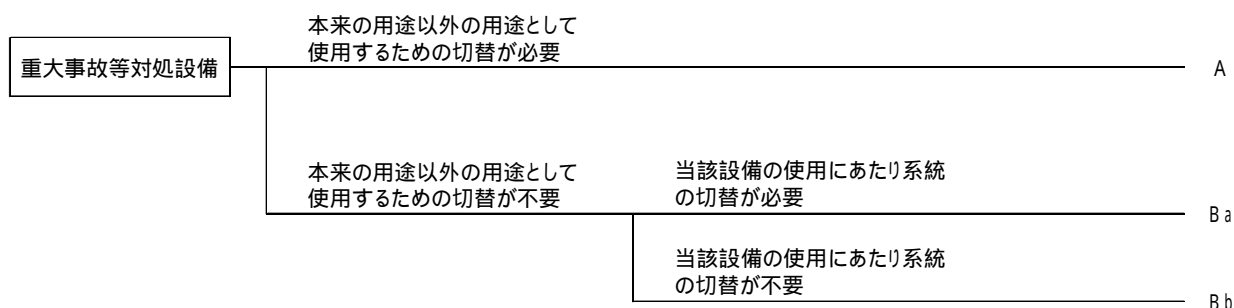 本来の用途以外の用途として
使用するための切替が必要
重大事故等対処設備
A
本来の用途以外の用途として
使用するための切替が不要
当該設備の使用にあたり系統
の切替が必要
B a
当該設備の使用にあたり系統
の切替が不要
B b